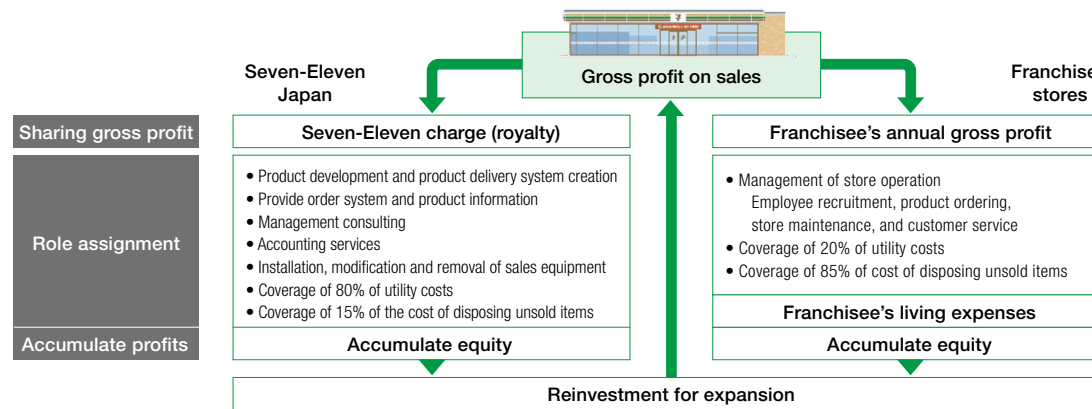 Gross profit on sales
Seven-Eleven
Japan
Franchise
stores
Sharing gross profit
Seven-Eleven charge (royalty)
Franchisee's annual gross profit
Role assignment
• Product development and product delivery system creation
• Provide order system and product information
• Management consulting
• Accounting services
• Installation, modification and removal of sales equipment
• Coverage of 80% of utility costs
• Coverage of 15% of the cost of disposing unsold items
• Management of store operation
Employee recruitment, product ordering,
store maintenance, and customer service
• Coverage of 20% of utility costs
• Coverage of 85% of cost of disposing unsold items
Franchisee's living expenses
Accumulate profits
Accumulate equity
Accumulate equity
Reinvestment for expansion